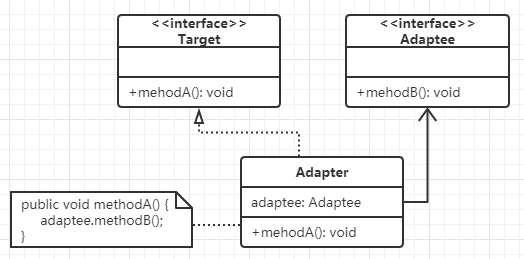 <<interface>>
Target
+mehodA(): void
<<interface>>
Adaptee
+mehodB(): void
Adapter
adaptee: Adaptee
+mehodA(): void
public void methodA() {
adaptee.methodB();
}